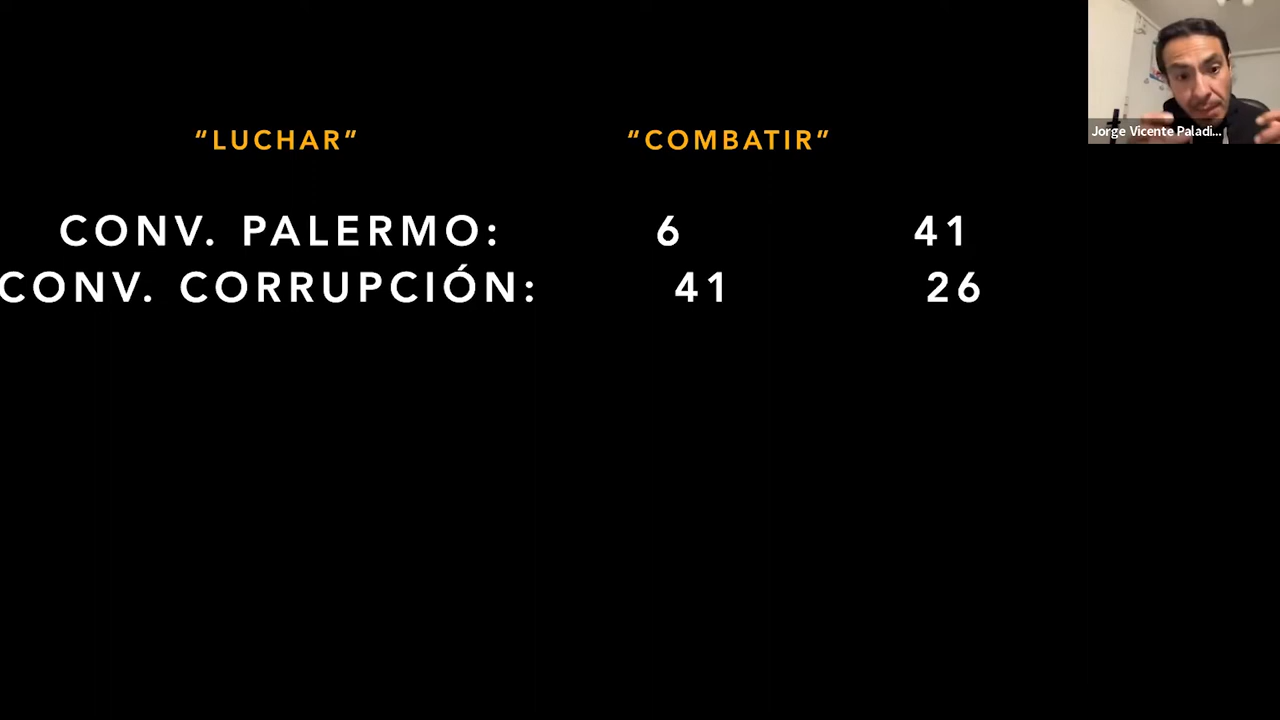 “LUCHAR” “COMBATIR”
CONV. PALERMO: 6 41
CONV. CORRUPCIÓN: 41 26
Jorge Vicente Paladi...